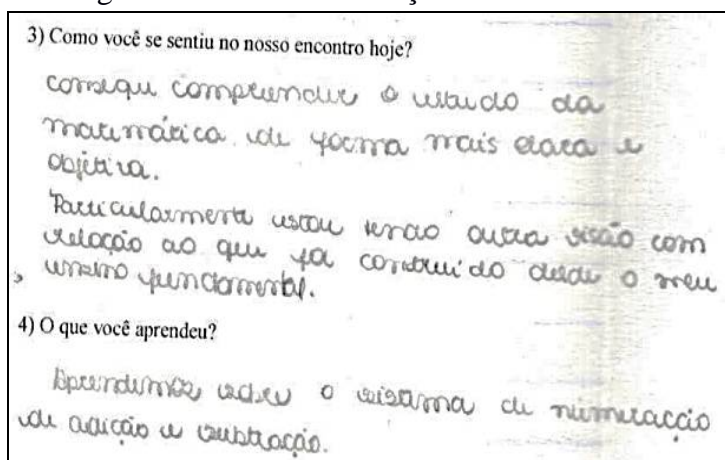 3) Como você se sentiu no nosso encontro hoje?
consegui compreender o estudo da
matemática de forma mais clara e
objetiva.
Particularmente estou tendo outra visão com
relação ao que foi construído desde o meu
ensino fundamental.
4) O que você aprendeu?
Aprendemos sobre o sistema de numeração
de adição e subtração.